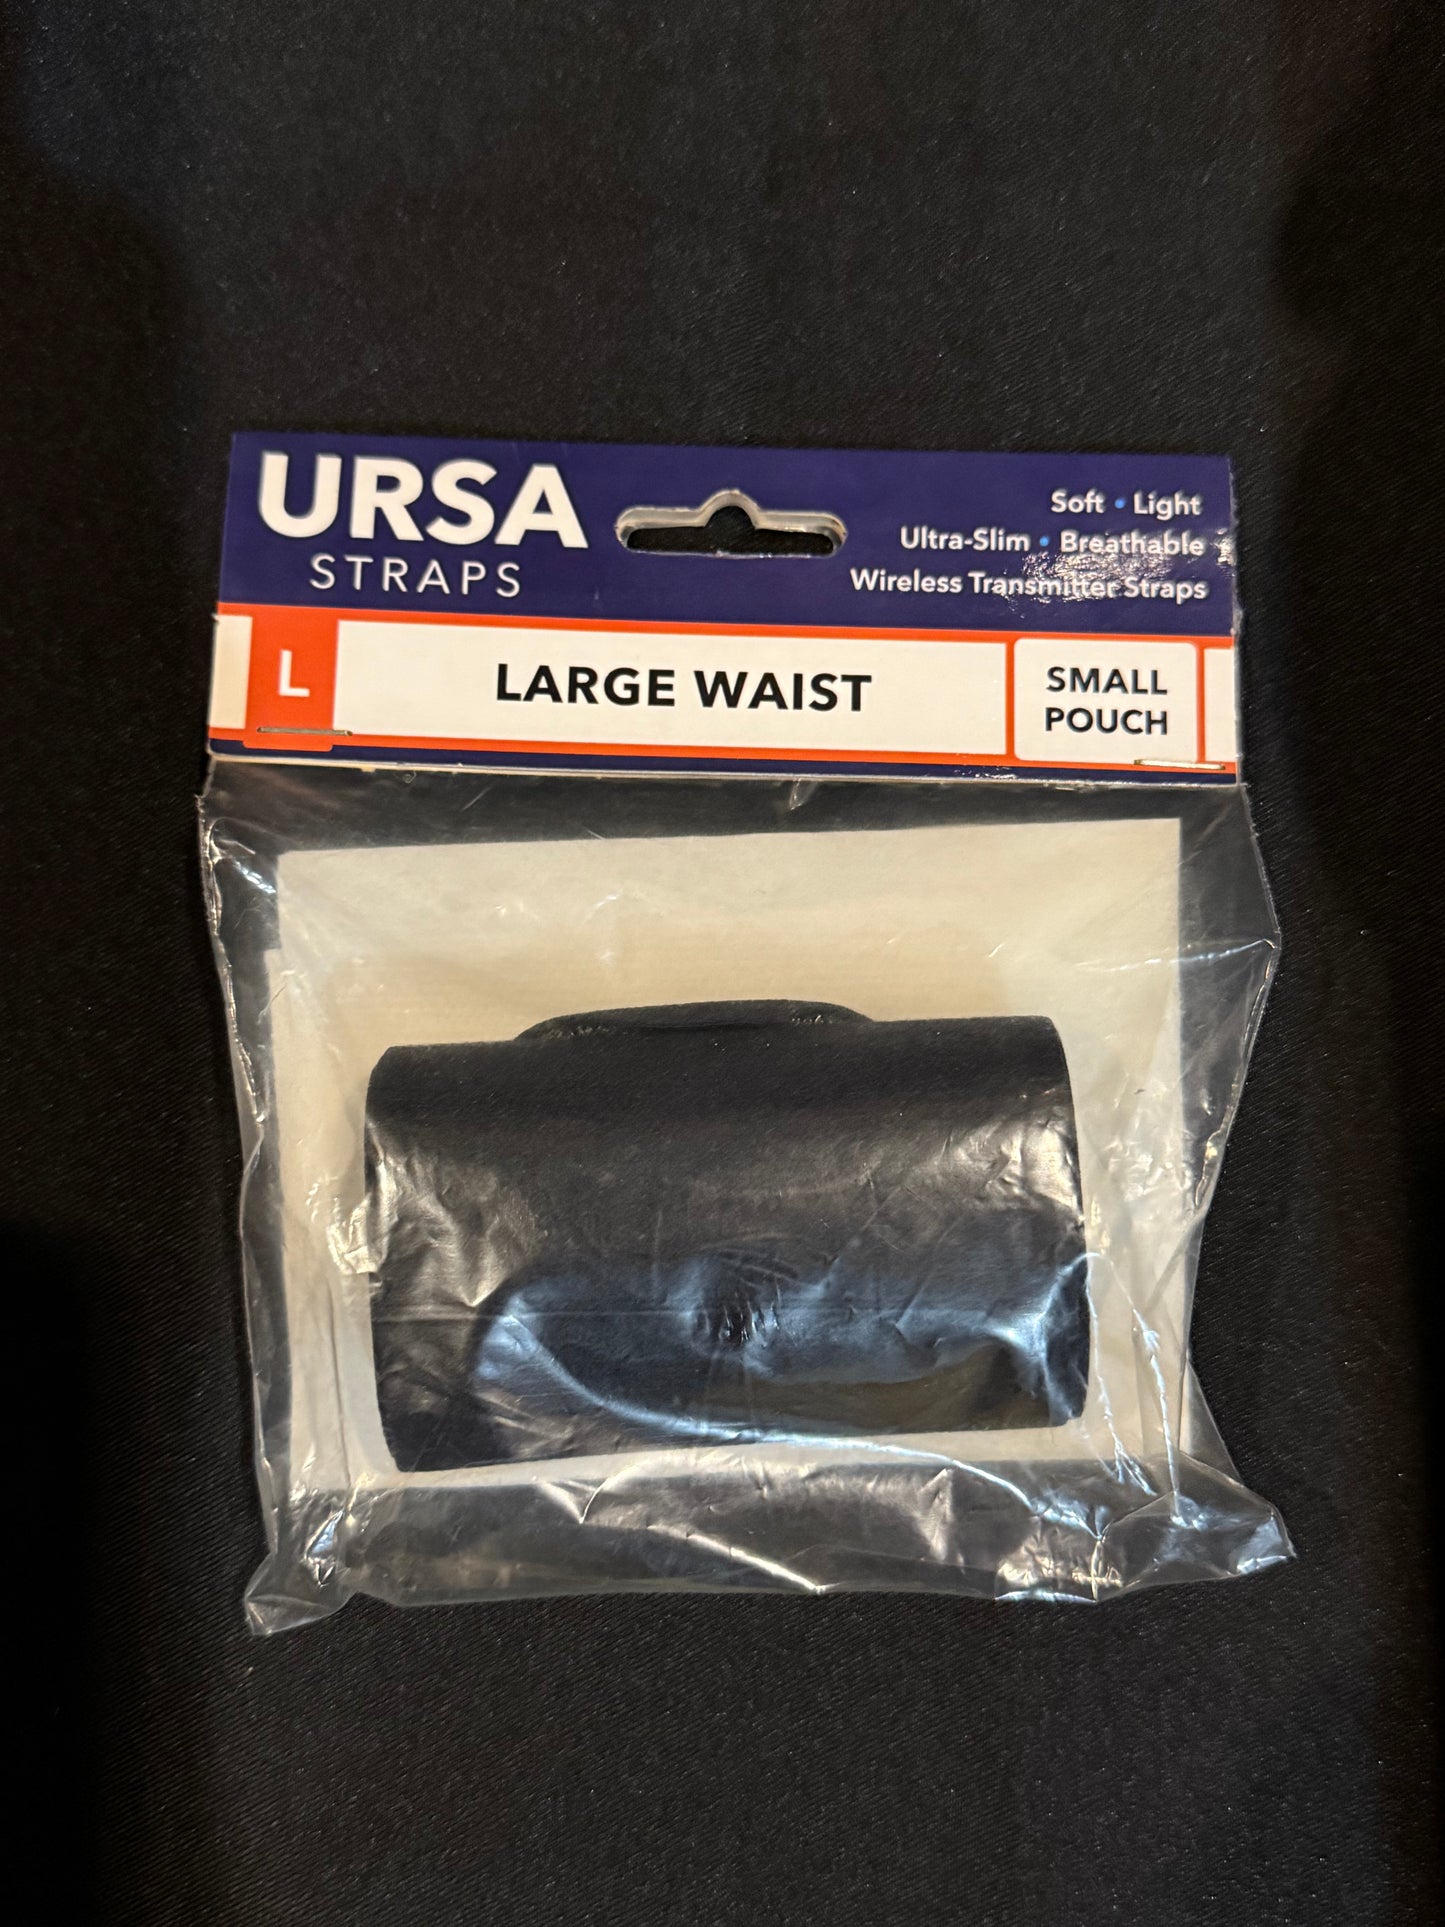 URSA
STRAPS
Soft • Light
Ultra-Slim • Breathable
Wireless Transmitter Straps
L
LARGE WAIST
SMALL
POUCH